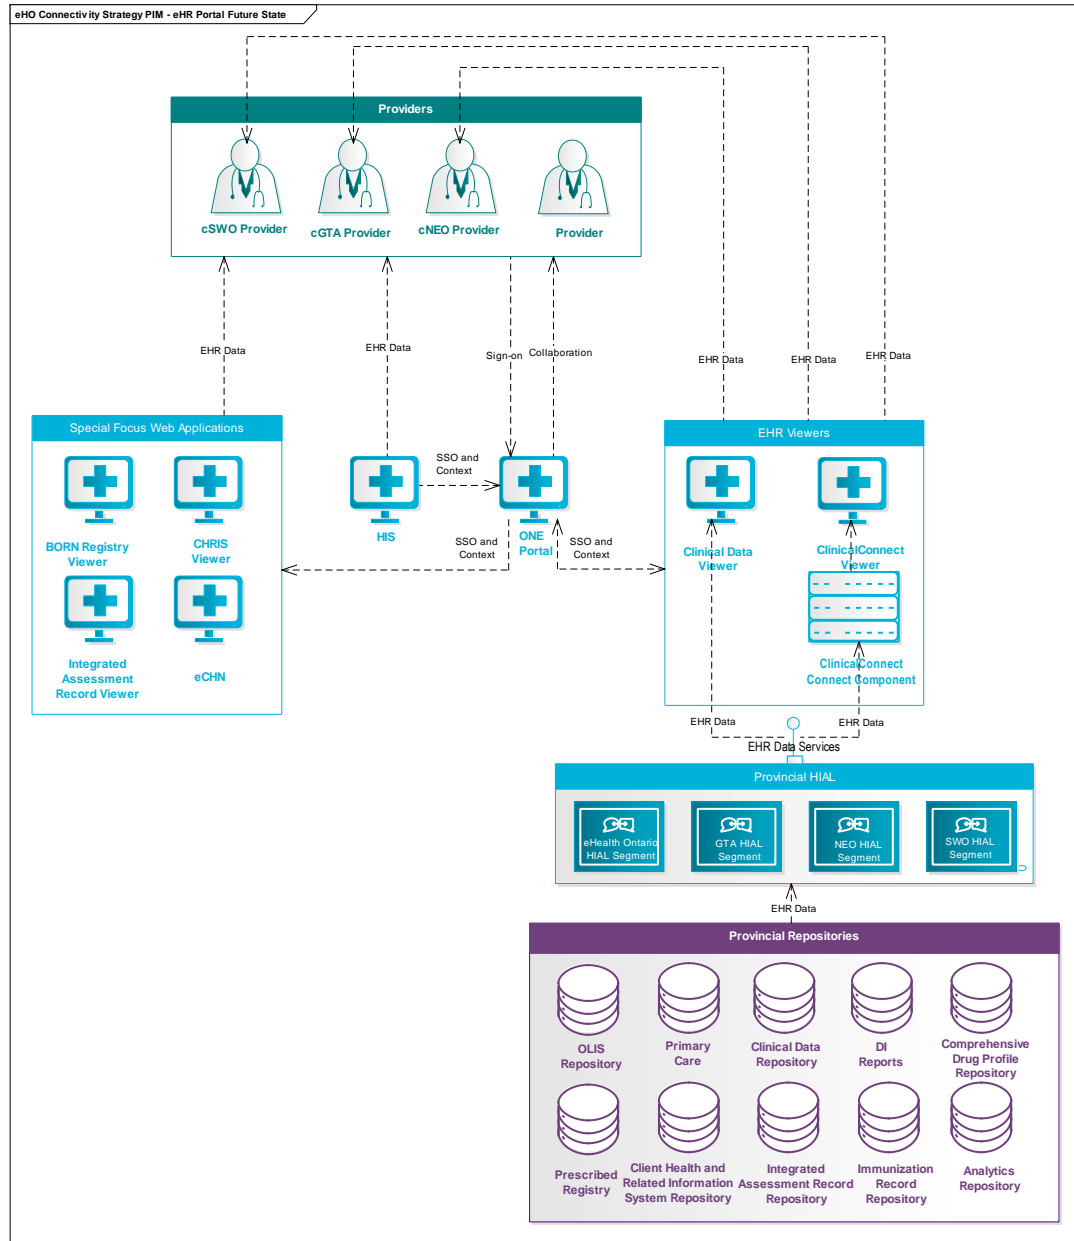 eHO Connectivity Strategy PIM - eHR Portal Future State
Providers
cSWO Provider
cGTA Provider
cNEO Provider
Provider
EHR Data
EHR Data
Sign-on
Collaboration
EHR Data
EHR Data
EHR Data
Special Focus Web Applications
BORN Registry
Viewer
CHRIS
Viewer
Integrated
Assessment
Record Viewer
eCHN
HIS
SSO and
Context
ONE
Portal
SSO and
Context
SSO and
Context
EHR Viewers
Clinical Data
Viewer
ClinicalConnect
Viewer
ClinicalConnect
Connect Component
EHR Data
EHR Data
EHR Data Services
Provincial HIAL
eHealth Ontario
HIAL Segment
GTA HIAL
Segment
NEO HIAL
Segment
SWO HIAL
Segment
EHR Data
Provincial Repositories
OLIS
Repository
Primary
Care
Clinical Data
Repository
DI
Reports
Comprehensive
Drug Profile
Repository
Prescribed
Registry
Client Health and
Related Information
System Repository
Integrated
Assessment Record
Repository
Immunization
Record
Repository
Analytics
Repository